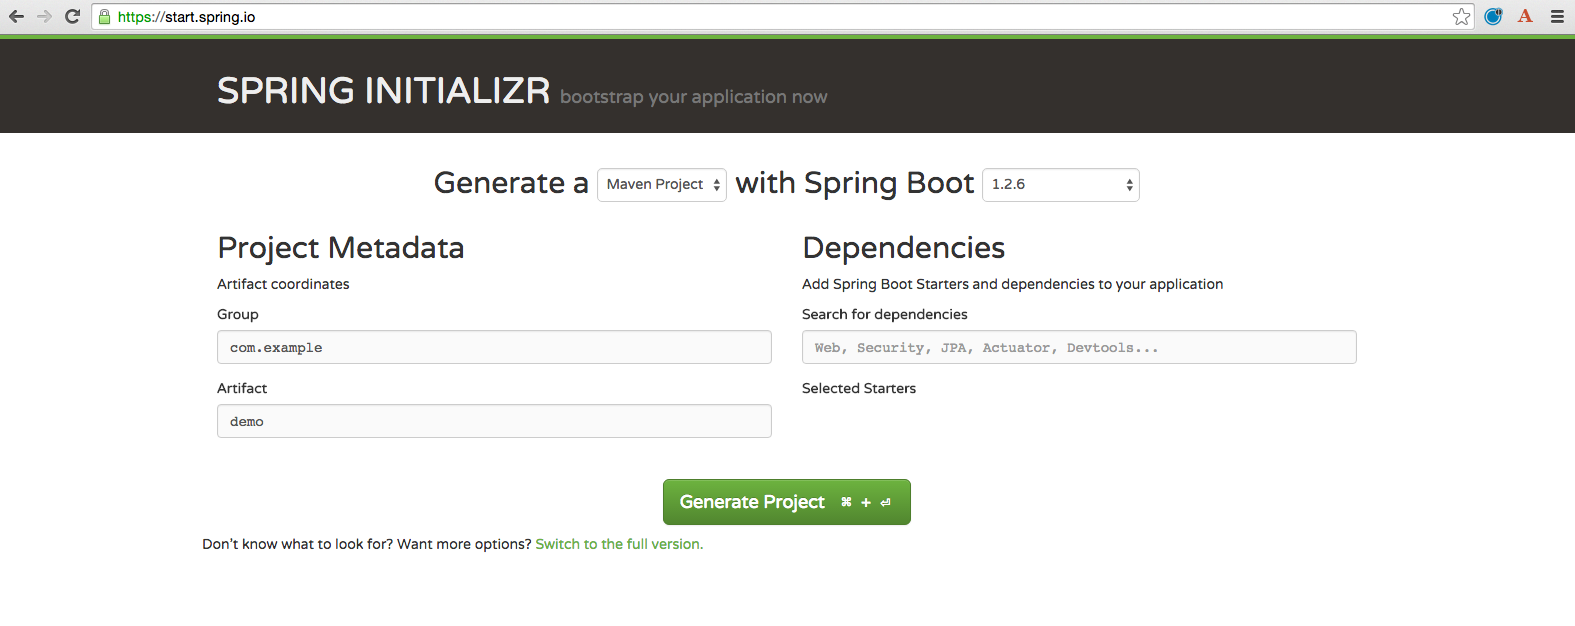 https://start.spring.io
SPRING INITIALIZR bootstrap your application now
Generate a Maven Project with Spring Boot 1.2.6
Project Metadata
Artifact coordinates
Group
com.example
Artifact
demo
Dependencies
Add Spring Boot Starters and dependencies to your application
Search for dependencies
Web, Security, JPA, Actuator, Devtools...
Selected Starters
Generate Project ⌘ + ⏎
Don't know what to look for? Want more options? Switch to the full version.